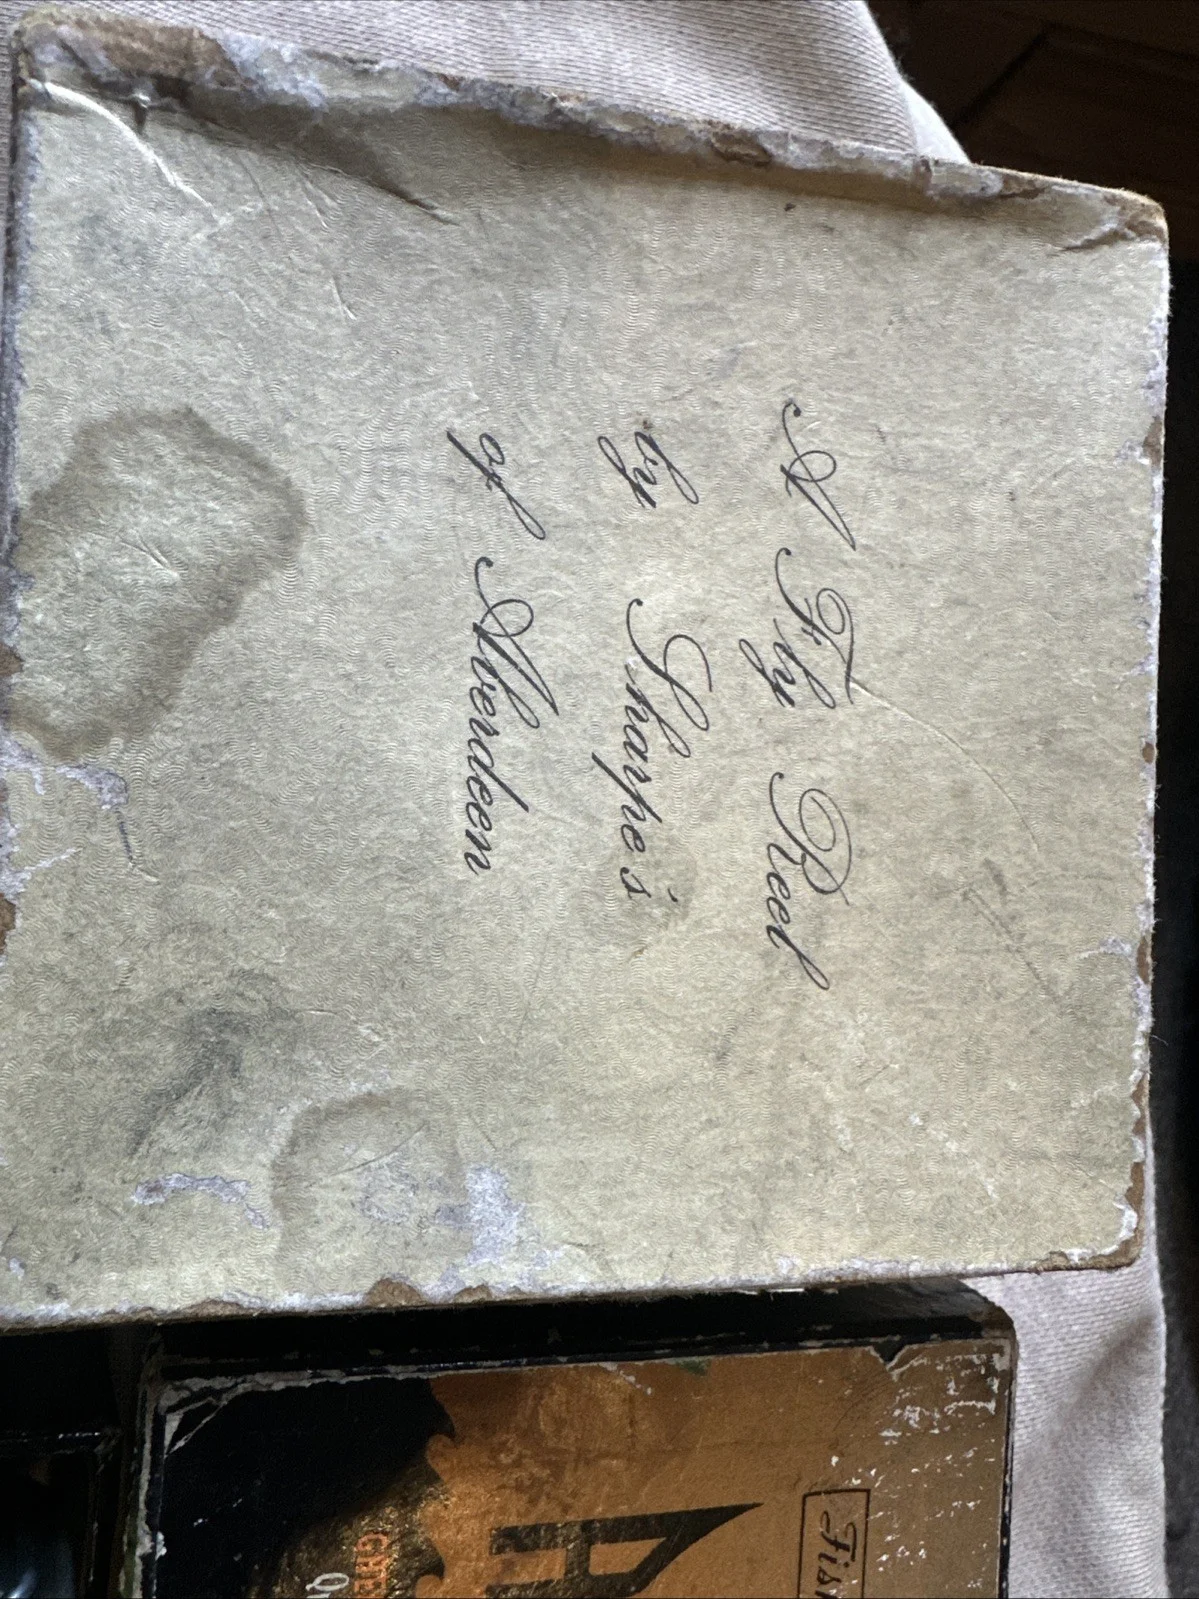 A Fly Reel
by Sharpe's
of Aberdeen